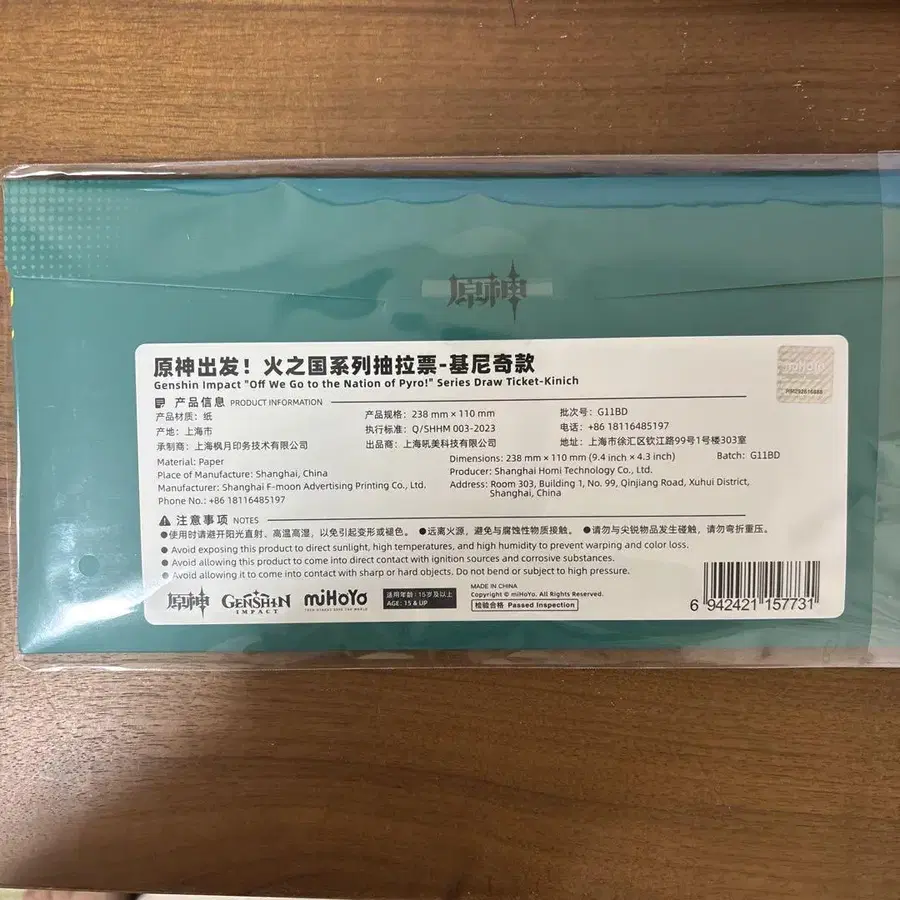 原神
原神出发！火之国系列抽拉票-基尼奇款
Genshin Impact "Off We Go to the Nation of Pyro!" Series Draw Ticket-Kinich
miHoYo
产品信息 PRODUCT INFORMATION
产品材质：纸 产品规格：238 mm × 110 mm 批次号：G11BD
产地：上海市 执行标准：Q/SHHM 003-2023 电话：+86 18116485197
承制商：上海枫月印务技术有限公司 出品商：上海吼美科技有限公司 地址：上海市徐汇区钦江路99号1号楼303室
Material: Paper Dimensions: 238 mm × 110 mm (9.4 inch × 4.3 inch) Batch: G11BD
Place of Manufacture: Shanghai, China Producer: Shanghai Homi Technology Co., Ltd.
Manufacturer: Shanghai F-moon Advertising Printing Co., Ltd. Address: Room 303, Building 1, No. 99, Qinjiang Road, Xuhui District,
Phone No.: +86 18116485197 Shanghai, China
注意事项 NOTES
●使用时请避开阳光直射、高温高湿，以免引起变形或褪色。 ●远离火源，避免与腐蚀性物质接触。 ●请勿与尖锐物品发生碰触，请勿弯折重压。
● Avoid exposing this product to direct sunlight, high temperatures, and high humidity to prevent warping and color loss.
● Avoid allowing this product to come into direct contact with ignition sources and corrosive substances.
● Avoid allowing it to come into contact with sharp or hard objects. Do not bend or subject to high pressure.
原神 GENSHIN IMPACT miHoYo TECH OTAKUS SAVE THE WORLD
适用年龄：15岁及以上
AGE: 15 & UP
MADE IN CHINA
Copyright © miHoYo. All Rights Reserved.
检验合格 Passed Inspection
6 942421 157731